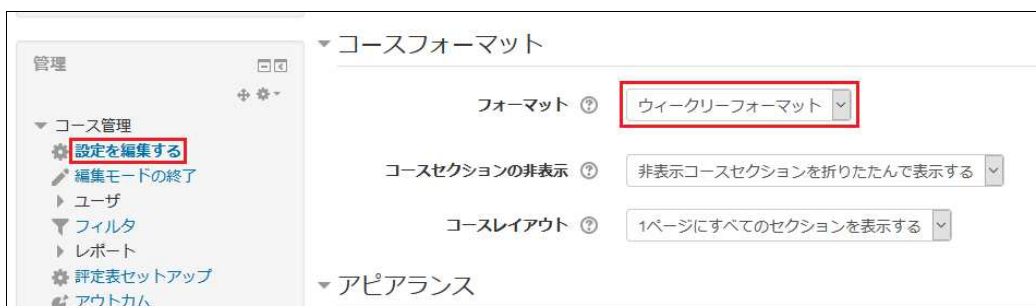 管理
コース管理
設定を編集する
編集モードの終了
ユーザ
フィルタ
レポート
評定表セットアップ
アウトカム
コースフォーマット
フォーマット ウィークリーフォーマット
コースセクションの非表示 非表示コースセクションを折りたたんで表示する
コースレイアウト 1ページにすべてのセクションを表示する
アピアランス